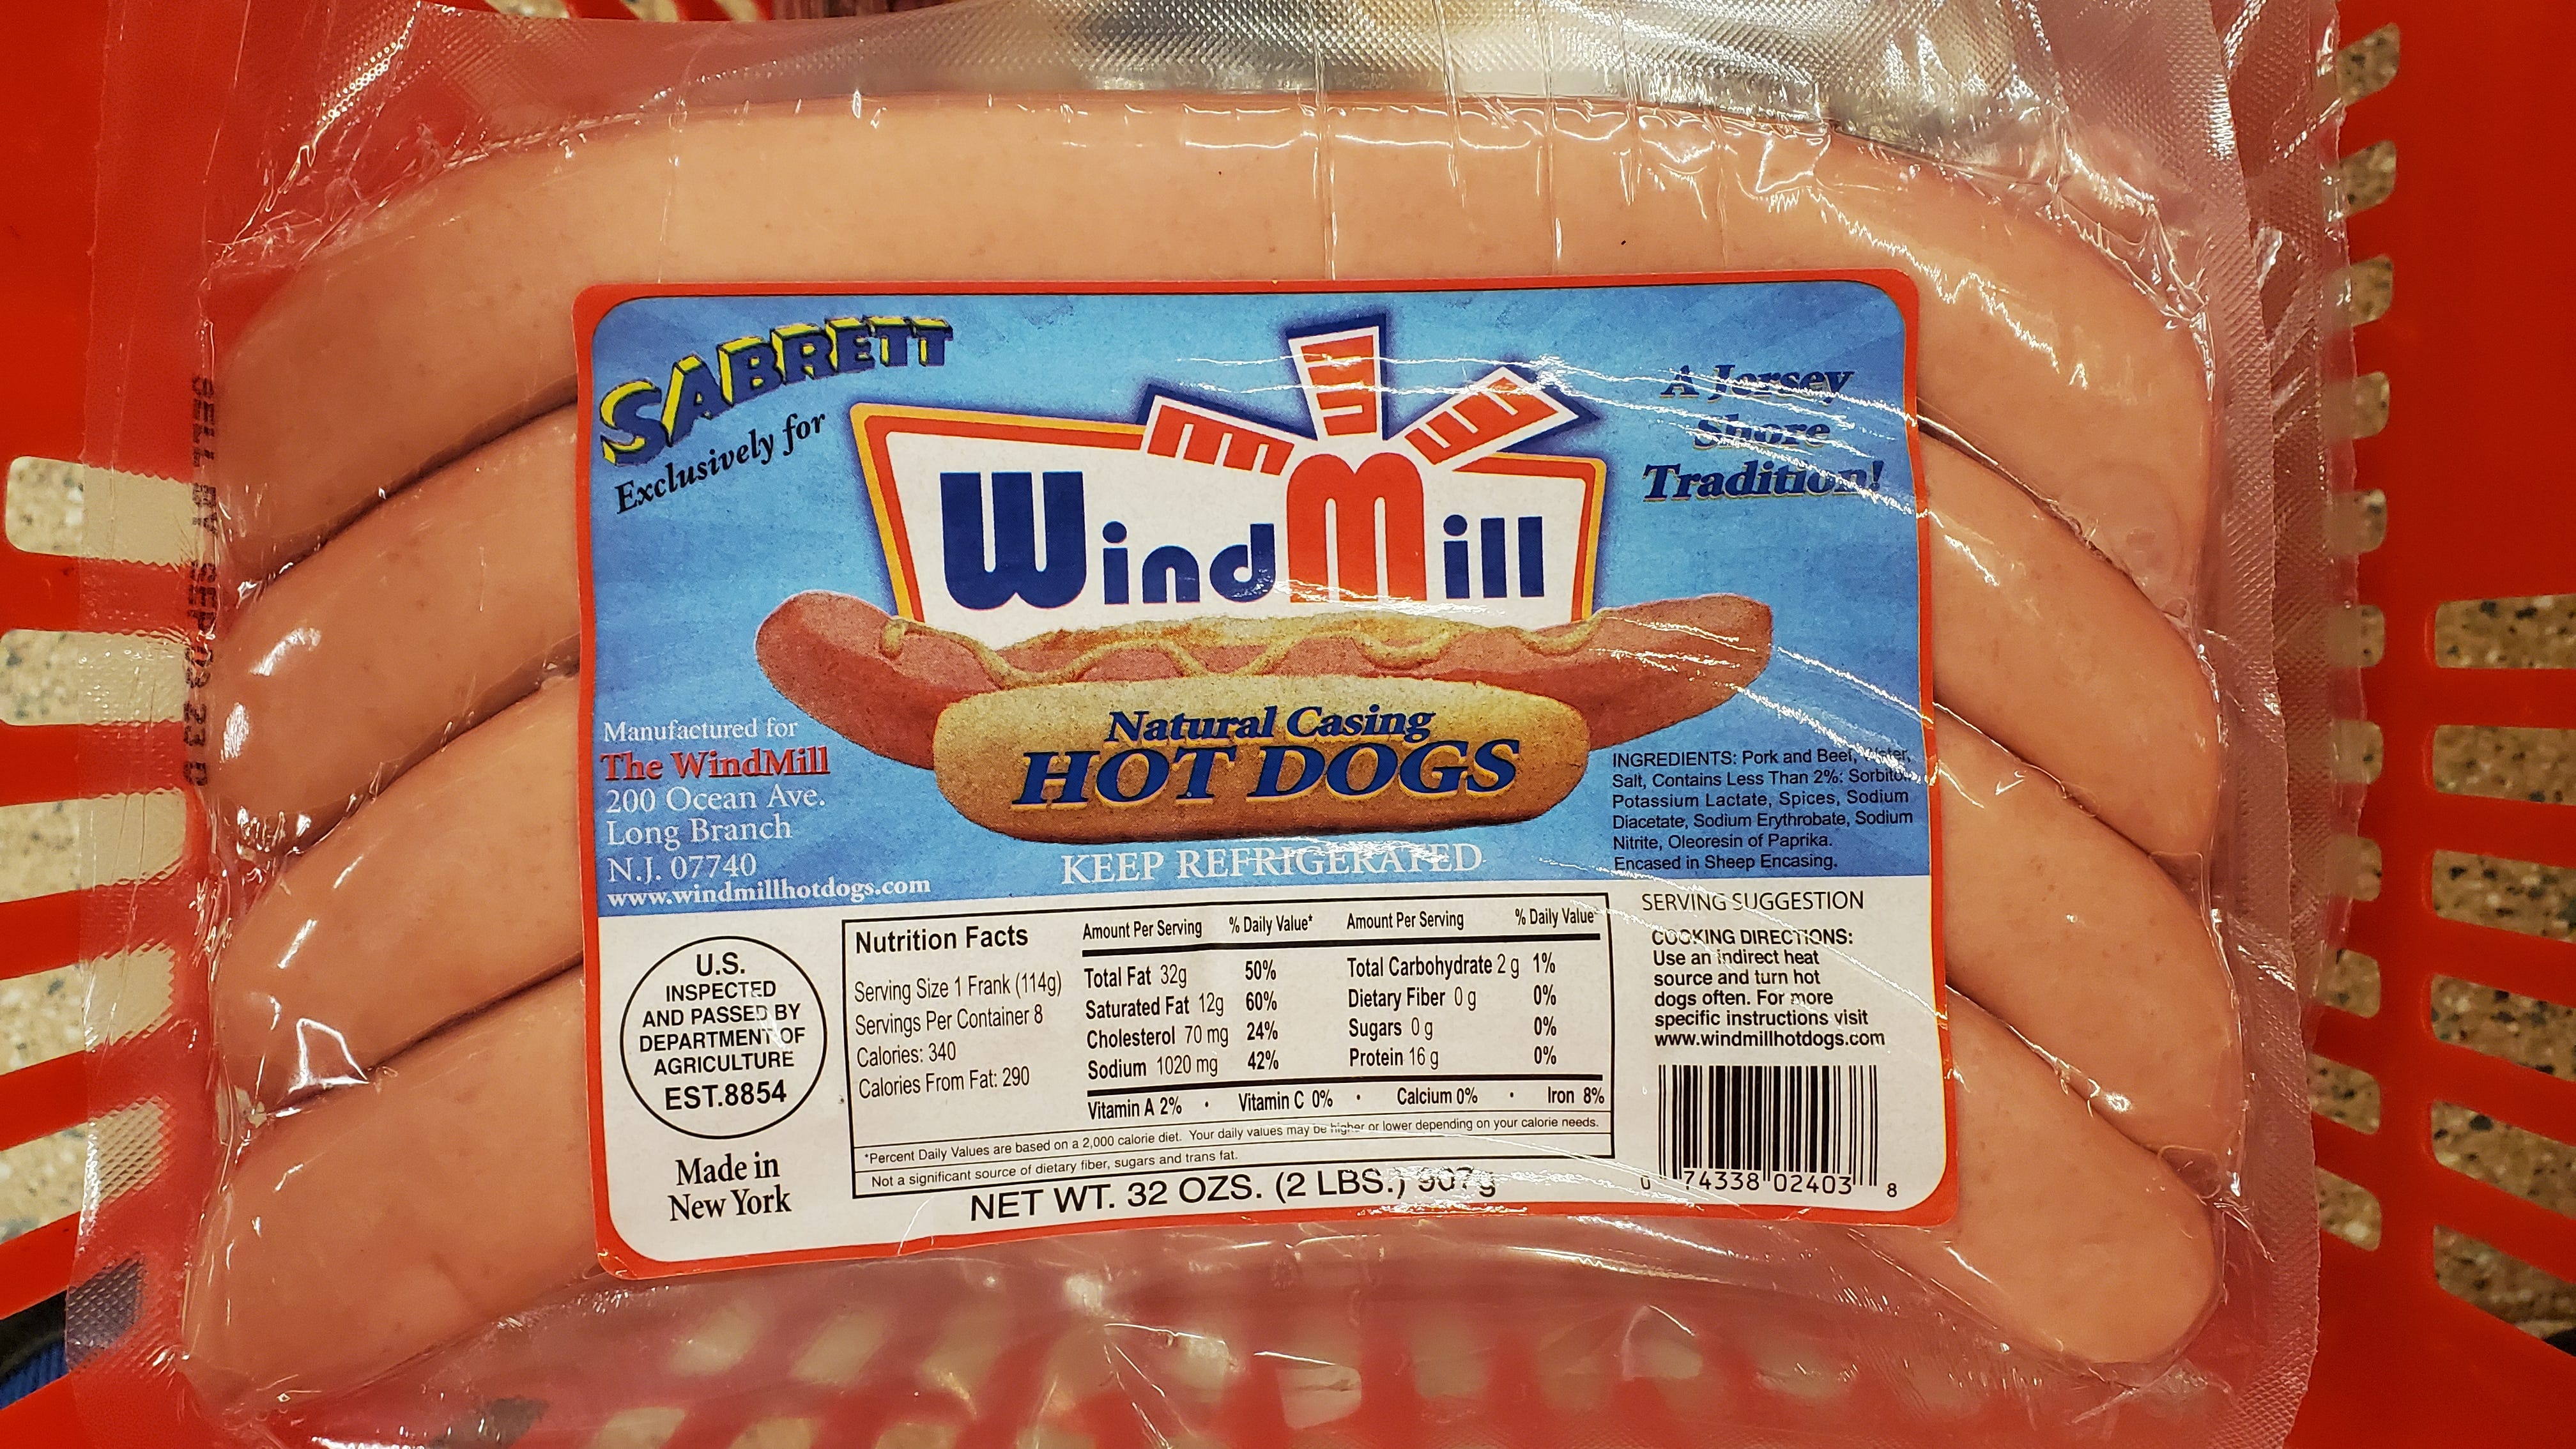 SABRETT
Exclusively for
WindMill
A Jersey
Shore
Tradition!
Natural Casing
HOT DOGS
KEEP REFRIGERATED
Manufactured for
The WindMill
200 Ocean Ave.
Long Branch
N.J. 07740
www.windmillhotdogs.com
INGREDIENTS: Pork and Beef, Water,
Salt, Contains Less Than 2%: Sorbitol,
Potassium Lactate, Spices, Sodium
Diacetate, Sodium Erythrobate, Sodium
Nitrite, Oleoresin of Paprika.
Encased in Sheep Encasing.
U.S.
INSPECTED
AND PASSED BY
DEPARTMENT OF
AGRICULTURE
EST.8854
Made in
New York
Nutrition Facts
Serving Size 1 Frank (114g)
Servings Per Container 8
Calories: 340
Calories From Fat: 290
Amount Per Serving % Daily Value*
Total Fat 32g 50%
Saturated Fat 12g 60%
Cholesterol 70 mg 24%
Sodium 1020 mg 42%
Amount Per Serving % Daily Value*
Total Carbohydrate 2 g 1%
Dietary Fiber 0 g 0%
Sugars 0 g 0%
Protein 16 g 0%
Vitamin A 2% • Vitamin C 0% • Calcium 0% • Iron 8%
*Percent Daily Values are based on a 2,000 calorie diet. Your daily values may be higher or lower depending on your calorie needs.
Not a significant source of dietary fiber, sugars and trans fat.
NET WT. 32 OZS. (2 LBS.) 907g
SERVING SUGGESTION
COOKING DIRECTIONS:
Use an indirect heat
source and turn hot
dogs often. For more
specific instructions visit
www.windmillhotdogs.com
0 74338 02403 8
SELL BY SEP 03 23 D